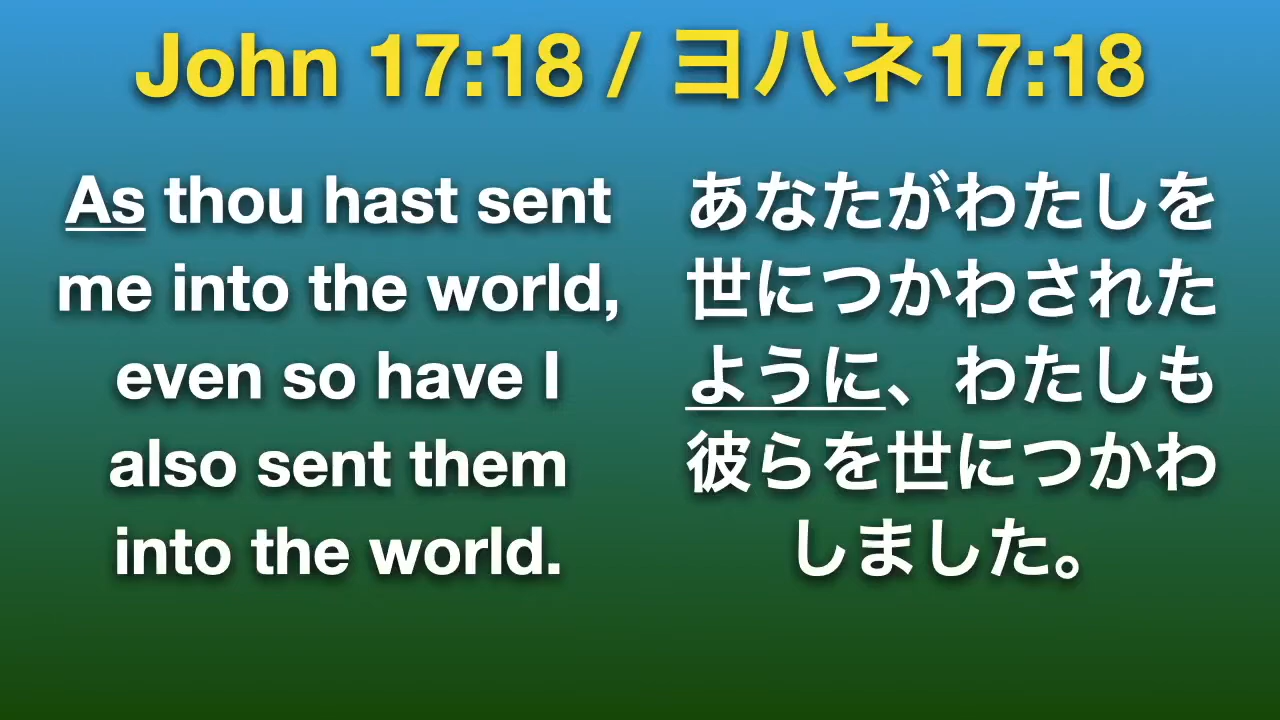 John 17:18 / ヨハネ17:18
As thou hast sent
me into the world,
even so have I
also sent them
into the world.
あなたがわたしを
世につかわされた
ように、わたしも
彼らを世につかわ
しました。